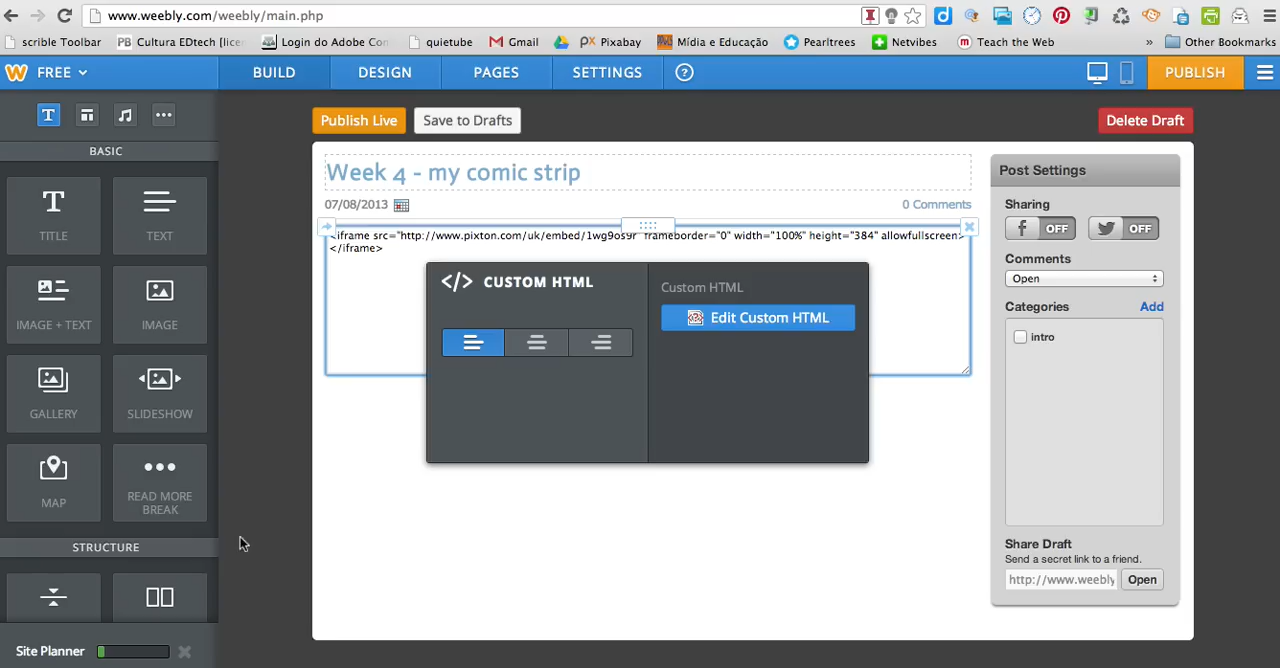 www.weebly.com/weebly/main.php
scrible Toolbar
PB Cultura EDtech [licen
Login do Adobe Con
quietube
Gmail
Pixabay
Mídia e Educação
Pearltrees
Netvibes
Teach the Web
»
Other Bookmarks
FREE
BUILD
DESIGN
PAGES
SETTINGS
?
PUBLISH
T
BASIC
T
TITLE
TEXT
IMAGE + TEXT
IMAGE
GALLERY
SLIDESHOW
MAP
READ MORE
BREAK
STRUCTURE
Site Planner
Publish Live
Save to Drafts
Delete Draft
Week 4 - my comic strip
07/08/2013
0 Comments
<iframe src="http://www.pixton.com/uk/embed/1wg9os9r" frameborder="0" width="100%" height="384" allowfullscreen>
</iframe>
</> CUSTOM HTML
Custom HTML
Edit Custom HTML
Post Settings
Sharing
f OFF
OFF
Comments
Open
Categories
Add
intro
Share Draft
Send a secret link to a friend.
http://www.weebly
Open